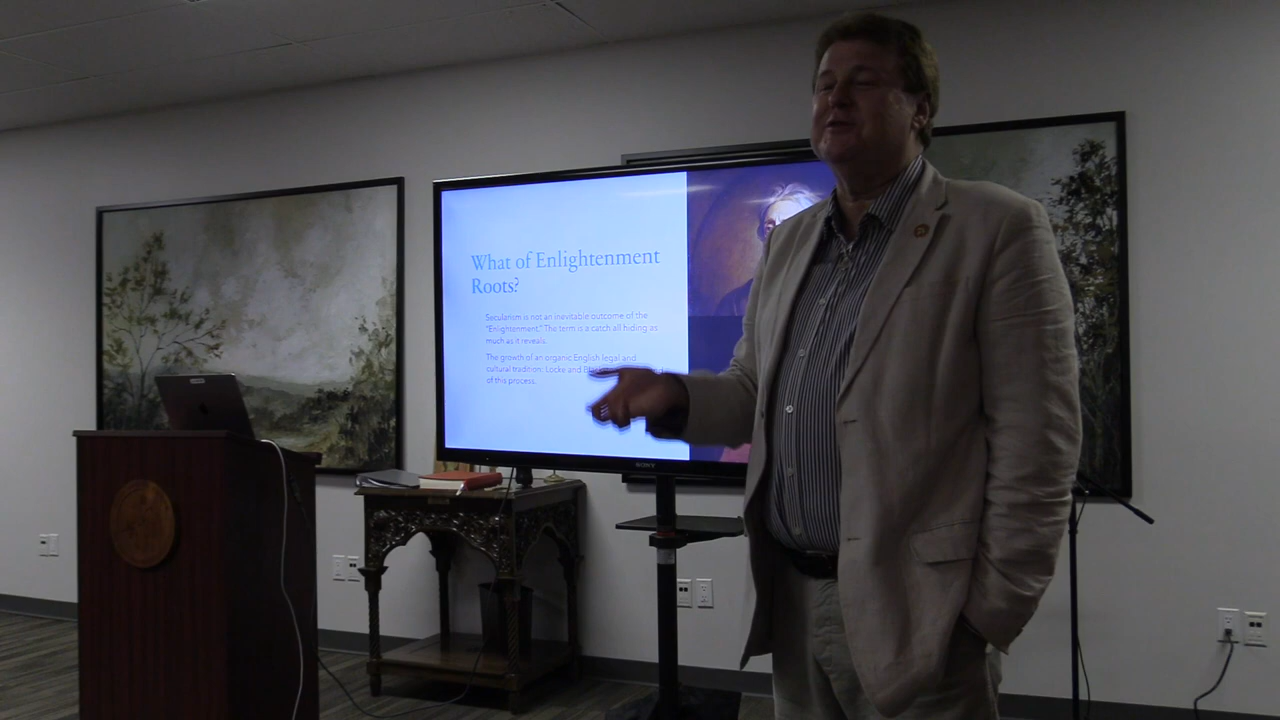 What of Enlightenment
Roots?
Secularism is not an inevitable outcome of the
"Enlightenment." The term is a catch all hiding as
much as it reveals.
The growth of an organic English legal and
cultural tradition: Locke and
of this process.
SONY